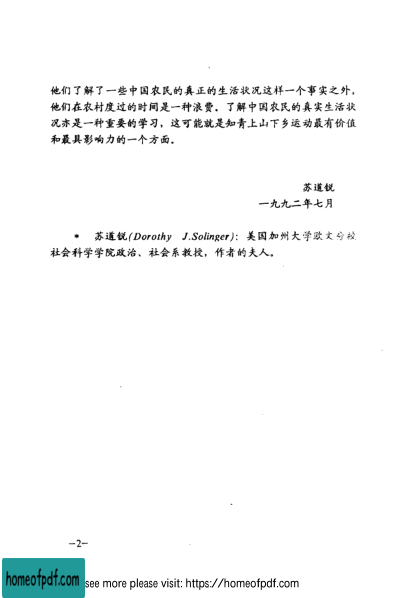 他们了解了一些中国农民的真正的生活状况这样一个事实之外，
他们在农村度过的时间是一种浪费。了解中国农民的真实生活状
况亦是一种重要的学习，这可能就是知青上山下乡运动最有价值
和最具影响力的一个方面。
苏道锐
一九九二年七月
* 苏道锐(Dorothy J.Solinger)：美国加州大学欧文分校
社会科学学院政治、社会系教授，作者的夫人。
—2—
homeofpdf.com
see more please visit: https://homeofpdf.com